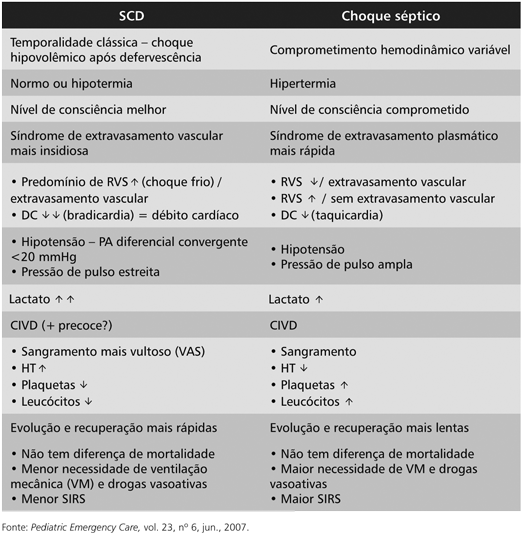 SCD Choque séptico
Temporalidade clássica – choque
hipovolêmico após defervescência
Comprometimento hemodinâmico variável
Normo ou hipotermia Hipertermia
Nível de consciência melhor Nível de consciência comprometido
Síndrome de extravasamento vascular
mais insidiosa
Síndrome de extravasamento plasmático
mais rápida
• Predomínio de RVS ↑ (choque frio) /
extravasamento vascular
• DC ↓ ↓ (bradicardia) = débito cardíaco
• RVS ↓ / extravasamento vascular
• RVS ↑ / sem extravasamento vascular
• DC ↓ (taquicardia)
• Hipotensão – PA diferencial convergente
<20 mmHg
• Pressão de pulso estreita
• Hipotensão
• Pressão de pulso ampla
Lactato ↑ ↑ Lactato ↑
CIVD (+ precoce?) CIVD
• Sangramento mais vultoso (VAS)
• HT ↑
• Plaquetas ↓
• Leucócitos ↓
• Sangramento
• HT ↓
• Plaquetas ↑
• Leucócitos ↑
Evolução e recuperação mais rápidas
• Não tem diferença de mortalidade
• Menor necessidade de ventilação
mecânica (VM) e drogas vasoativas
• Menor SIRS
Evolução e recuperação mais lentas
• Não tem diferença de mortalidade
• Maior necessidade de VM e drogas
vasoativas
• Maior SIRS
Fonte: Pediatric Emergency Care, vol. 23, nº 6, jun., 2007.